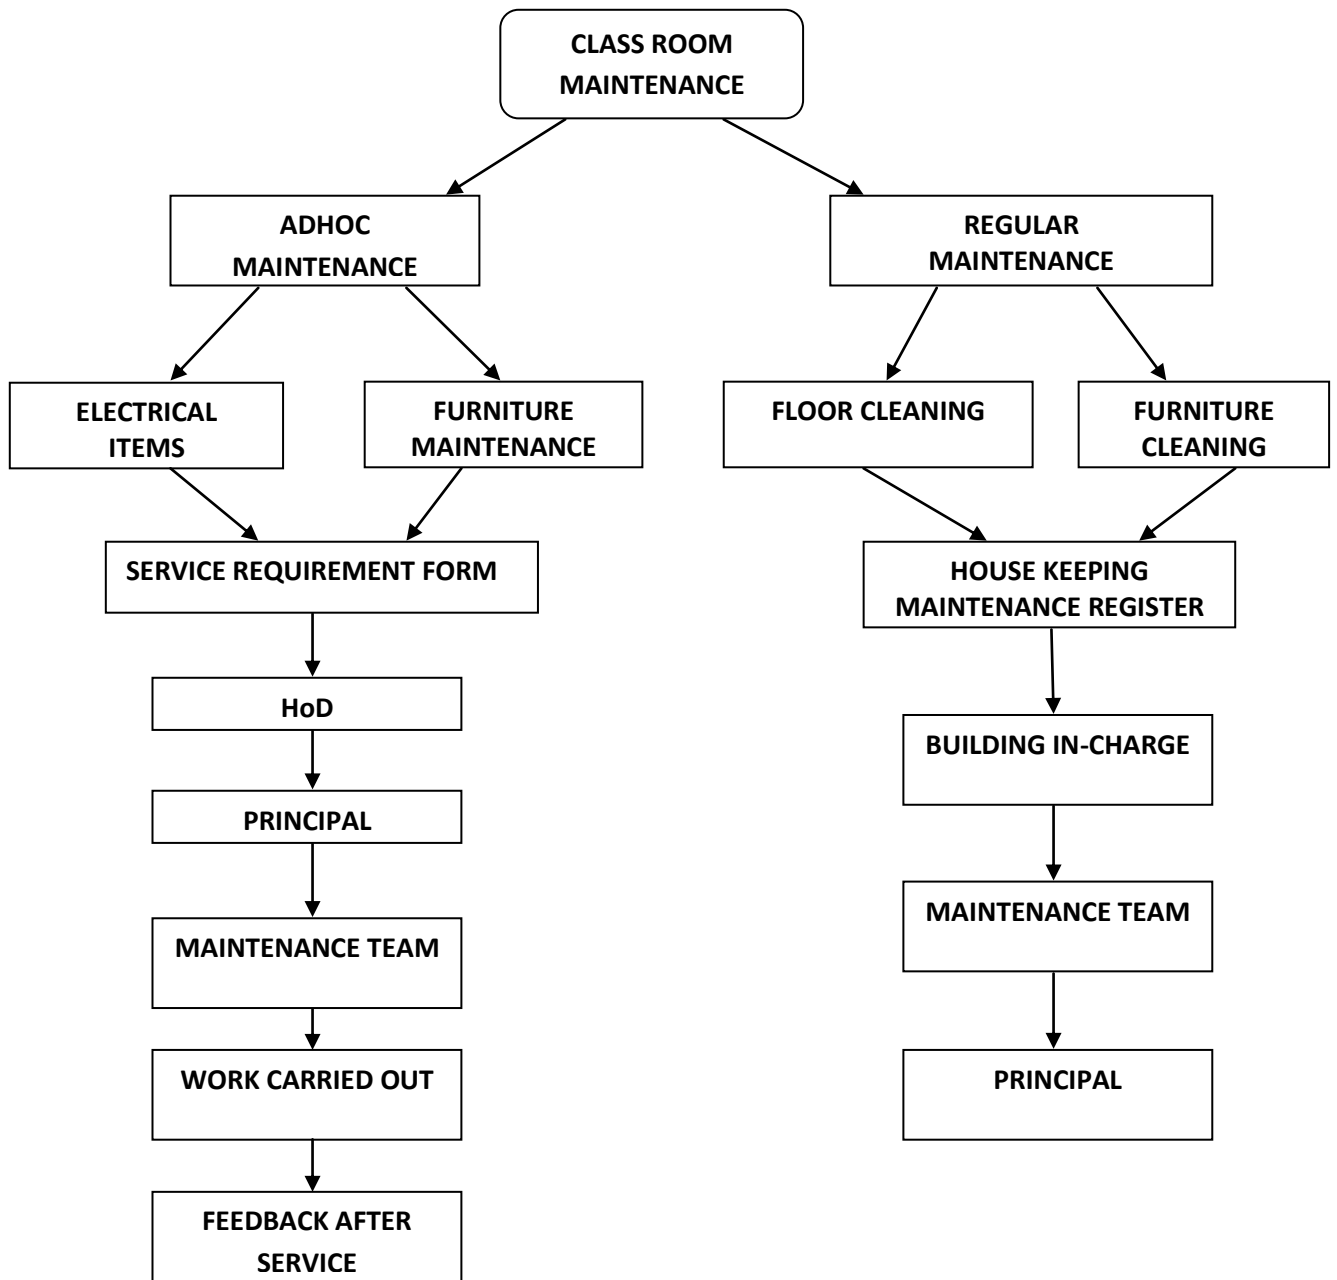 CLASS ROOM
MAINTENANCE
ADHOC
MAINTENANCE
REGULAR
MAINTENANCE
ELECTRICAL
ITEMS
FURNITURE
MAINTENANCE
FLOOR CLEANING
FURNITURE
CLEANING
SERVICE REQUIREMENT FORM
HOUSE KEEPING
MAINTENANCE REGISTER
HoD
BUILDING IN-CHARGE
PRINCIPAL
MAINTENANCE TEAM
MAINTENANCE TEAM
WORK CARRIED OUT
PRINCIPAL
FEEDBACK AFTER
SERVICE